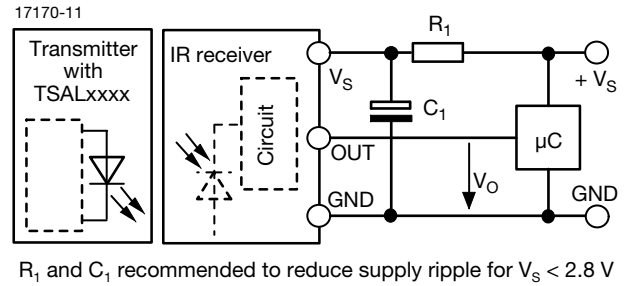 17170-11
Transmitter
with
TSALxxxx
IR receiver
Circuit
VS
OUT
GND
C1
R1
VO
µC
+ VS
GND
R1 and C1 recommended to reduce supply ripple for VS < 2.8 V